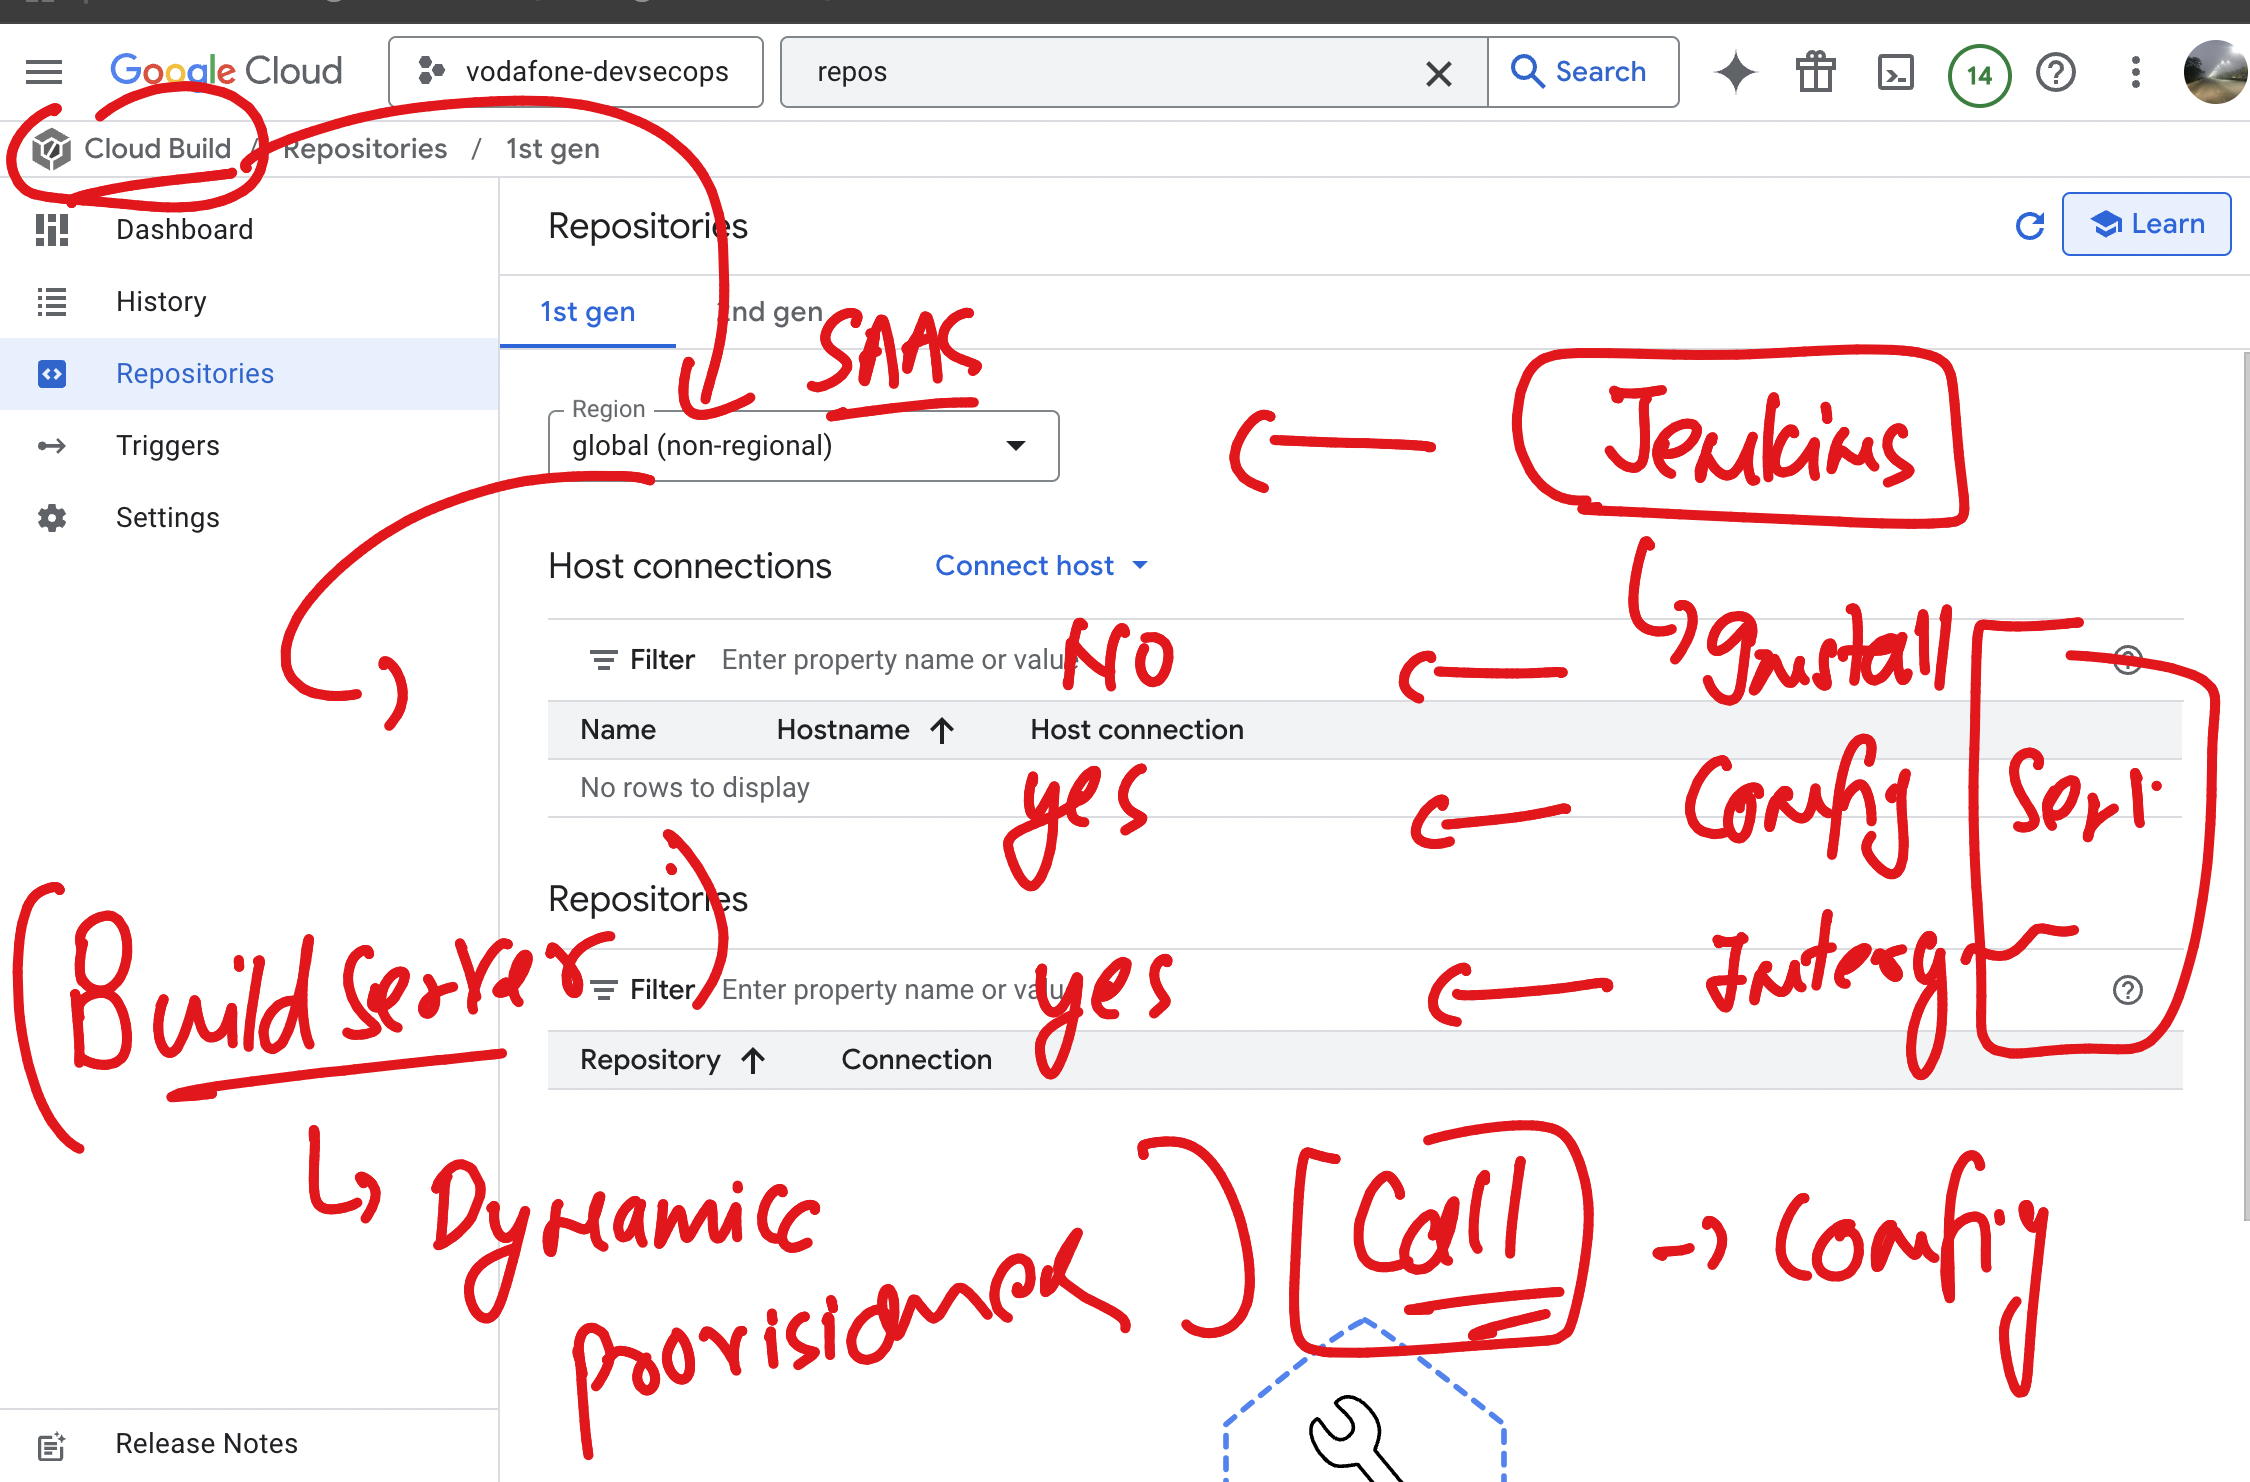 Google Cloud
vodafone-devsecops
repos
Search
14
Cloud Build / Repositories / 1st gen
Dashboard
History
Repositories
Triggers
Settings
Release Notes
Repositories
Learn
1st gen
2nd gen
SAAS
Jenkins
Region
global (non-regional)
Host connections
Connect host
Filter Enter property name or value
No
Install
Name Hostname Host connection
No rows to display
yes
Config
Repositories
Build Server
Filter Enter property name or value
yes
Repository Connection
Dynamic
provisioned
Call
Config